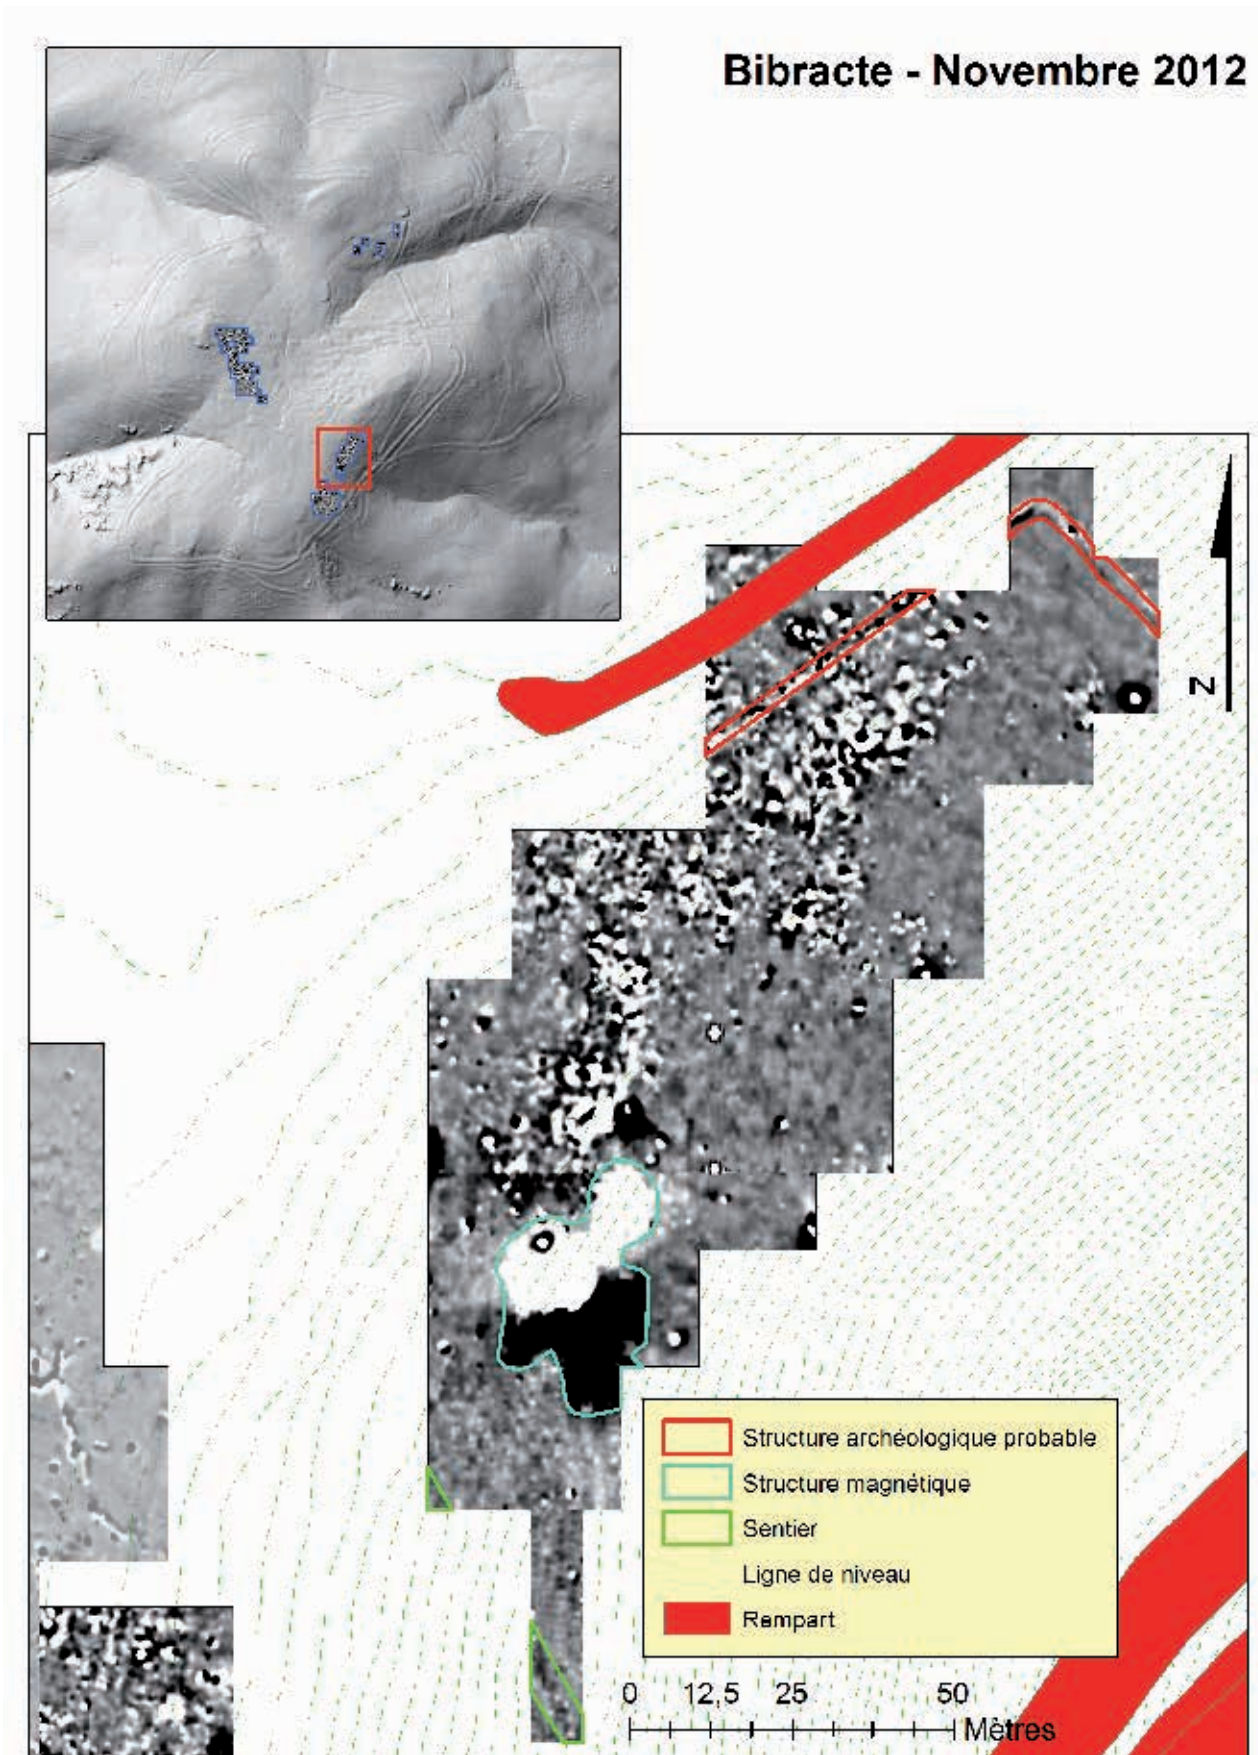 Bibracte - Novembre 2012
N
Structure archéologique probable
Structure magnétique
Sentier
Ligne de niveau
Rempart
0 12,5 25 50
Mètres